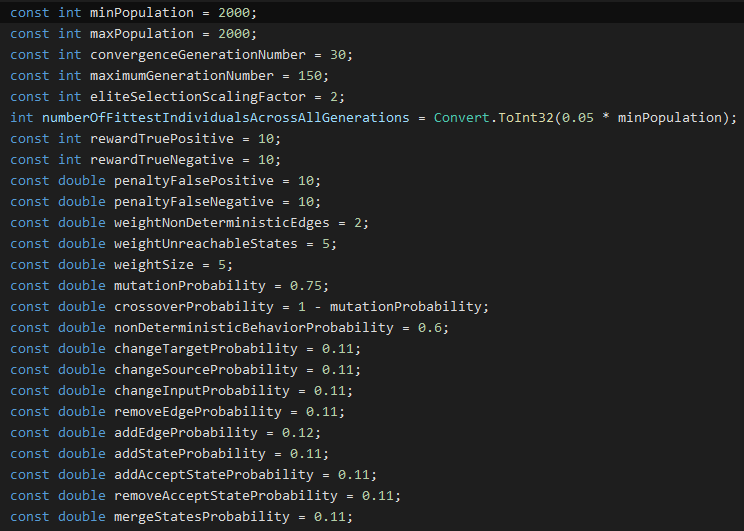 const int minPopulation = 2000;
const int maxPopulation = 2000;
const int convergenceGenerationNumber = 30;
const int maximumGenerationNumber = 150;
const int eliteSelectionScalingFactor = 2;
int numberOfFittestIndividualsAcrossAllGenerations = Convert.ToInt32(0.05 * minPopulation);
const int rewardTruePositive = 10;
const int rewardTrueNegative = 10;
const double penaltyFalsePositive = 10;
const double penaltyFalseNegative = 10;
const double weightNonDeterministicEdges = 2;
const double weightUnreachableStates = 5;
const double weightSize = 5;
const double mutationProbability = 0.75;
const double crossoverProbability = 1 - mutationProbability;
const double nonDeterministicBehaviorProbability = 0.6;
const double changeTargetProbability = 0.11;
const double changeSourceProbability = 0.11;
const double changeInputProbability = 0.11;
const double removeEdgeProbability = 0.11;
const double addEdgeProbability = 0.12;
const double addStateProbability = 0.11;
const double addAcceptStateProbability = 0.11;
const double removeAcceptStateProbability = 0.11;
const double mergeStatesProbability = 0.11;